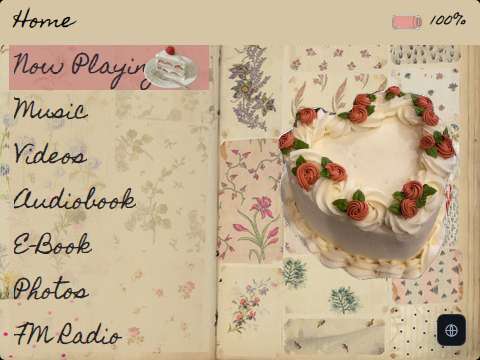 Home
100%
Now Playing
Music
Videos
Audiobook
E-Book
Photos
FM Radio